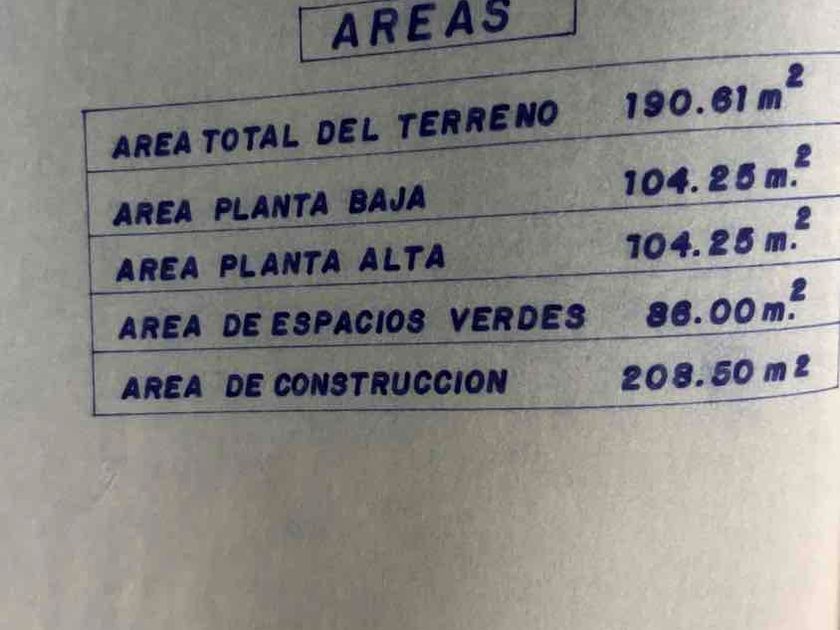 AREAS
AREA TOTAL DEL TERRENO 190.61 m2
AREA PLANTA BAJA 104.25 m.2
AREA PLANTA ALTA 104.25 m.2
AREA DE ESPACIOS VERDES 86.00 m.2
AREA DE CONSTRUCCION 208.50 m2